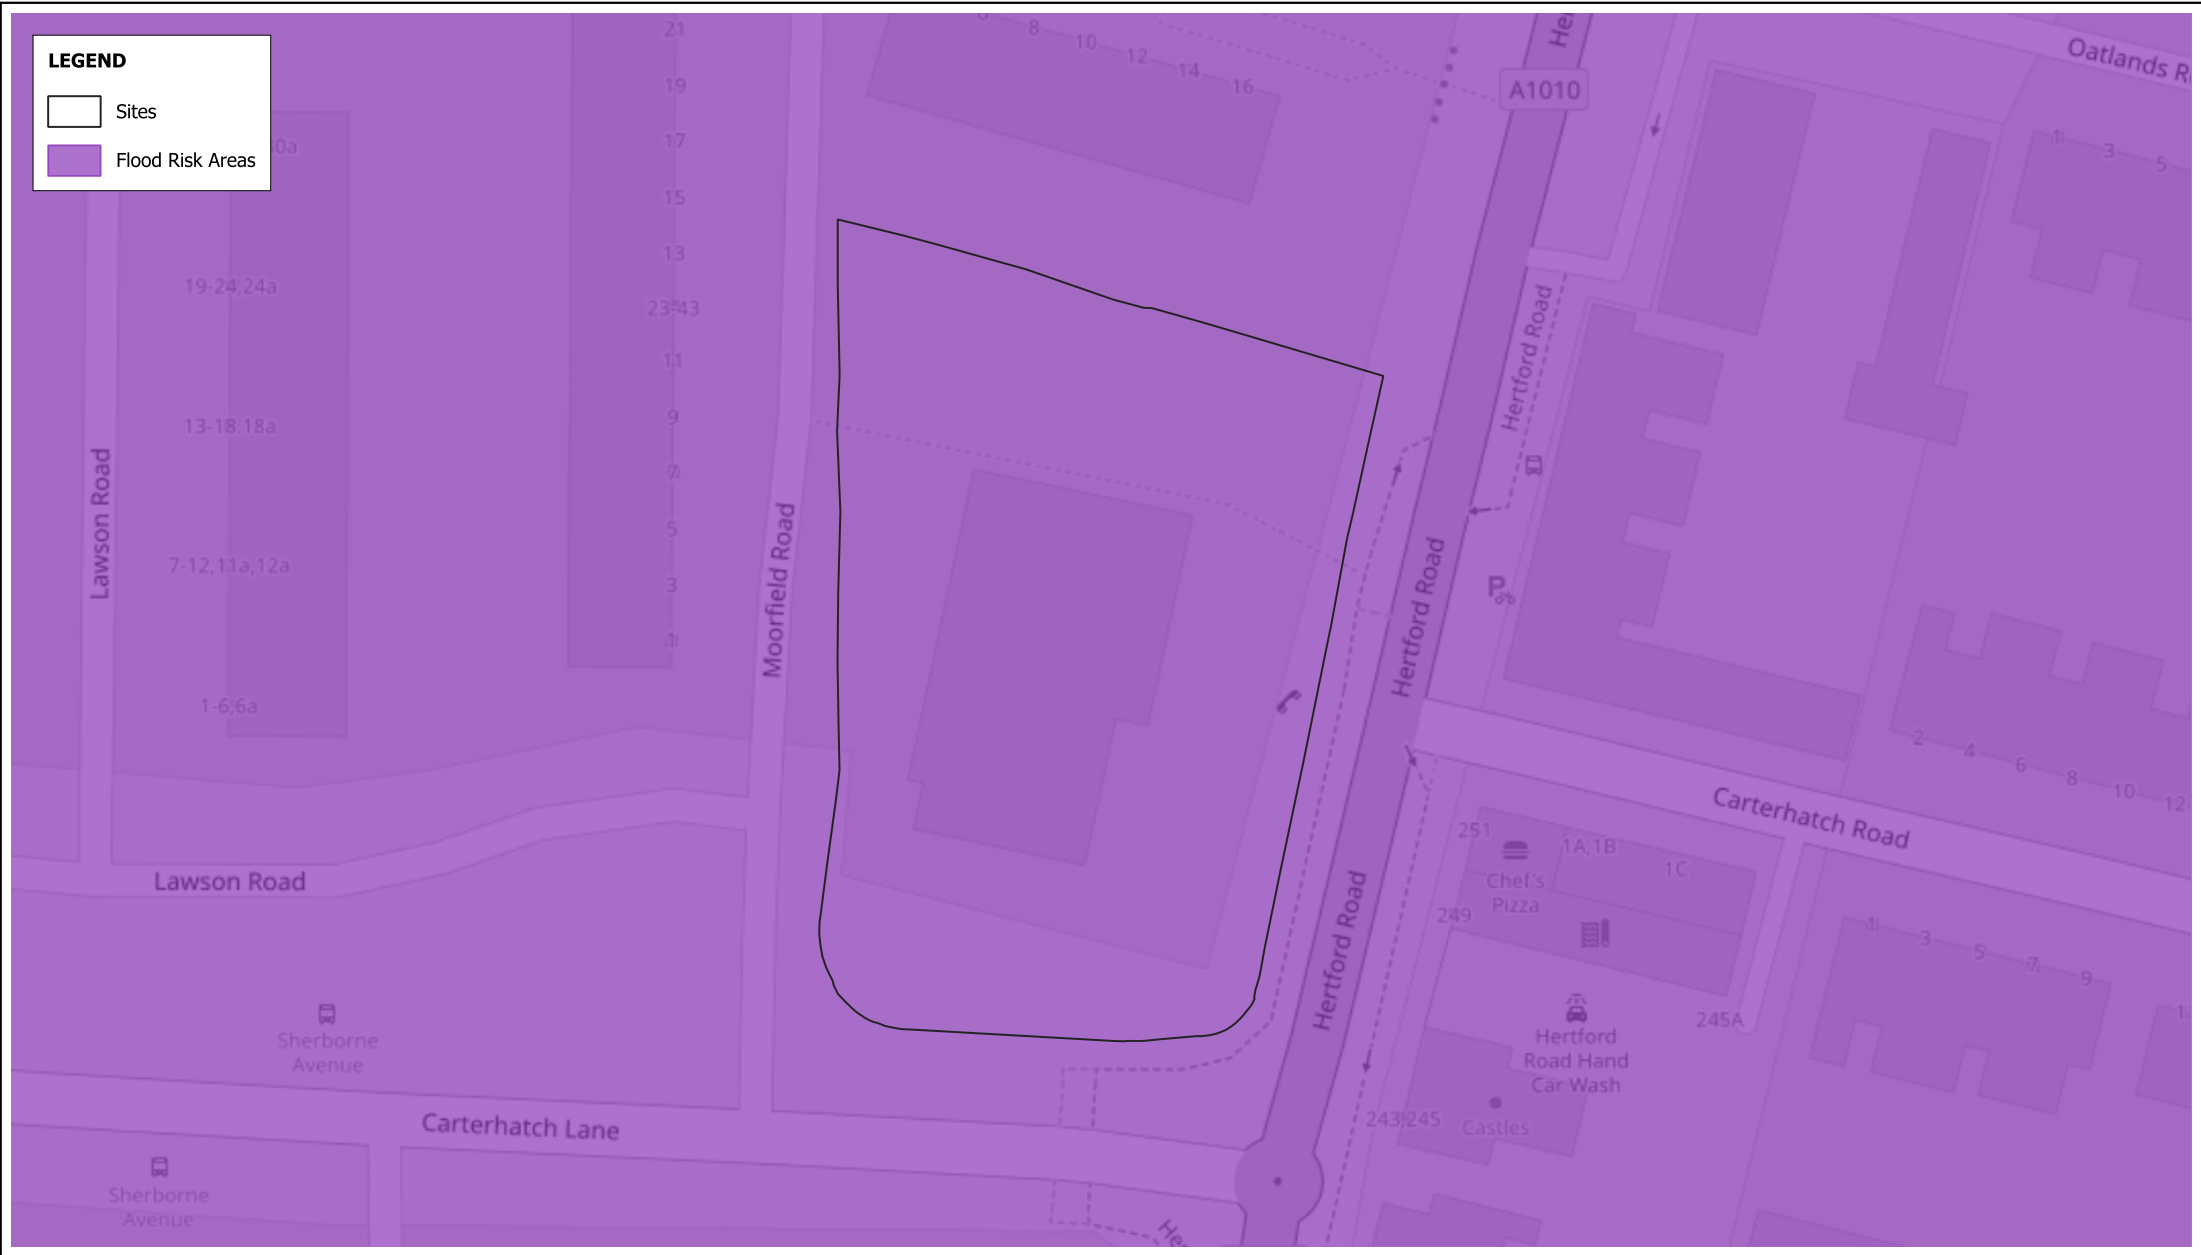 LEGEND
Sites
Flood Risk Areas
21
19
17
15
13
23-43
11
9
7
5
3
1
8
10
12
14
16
A1010
Oatlands
1
3
5
19-24,24a
13-18.18a
7-12,11a,12a
1-6,6a
Lawson Road
Moorfield Road
Hertford Road
Hertford Road
Hertford Road
P
2
4
6
8
10
12
Carterhatch Road
251
1A,1B
1C
Chef's
Pizza
249
Lawson Road
1
3
5
7
9
245A
Hertford
Road Hand
Car Wash
Sherborne
Avenue
243;245
Castles
Carterhatch Lane
Sherborne
Avenue